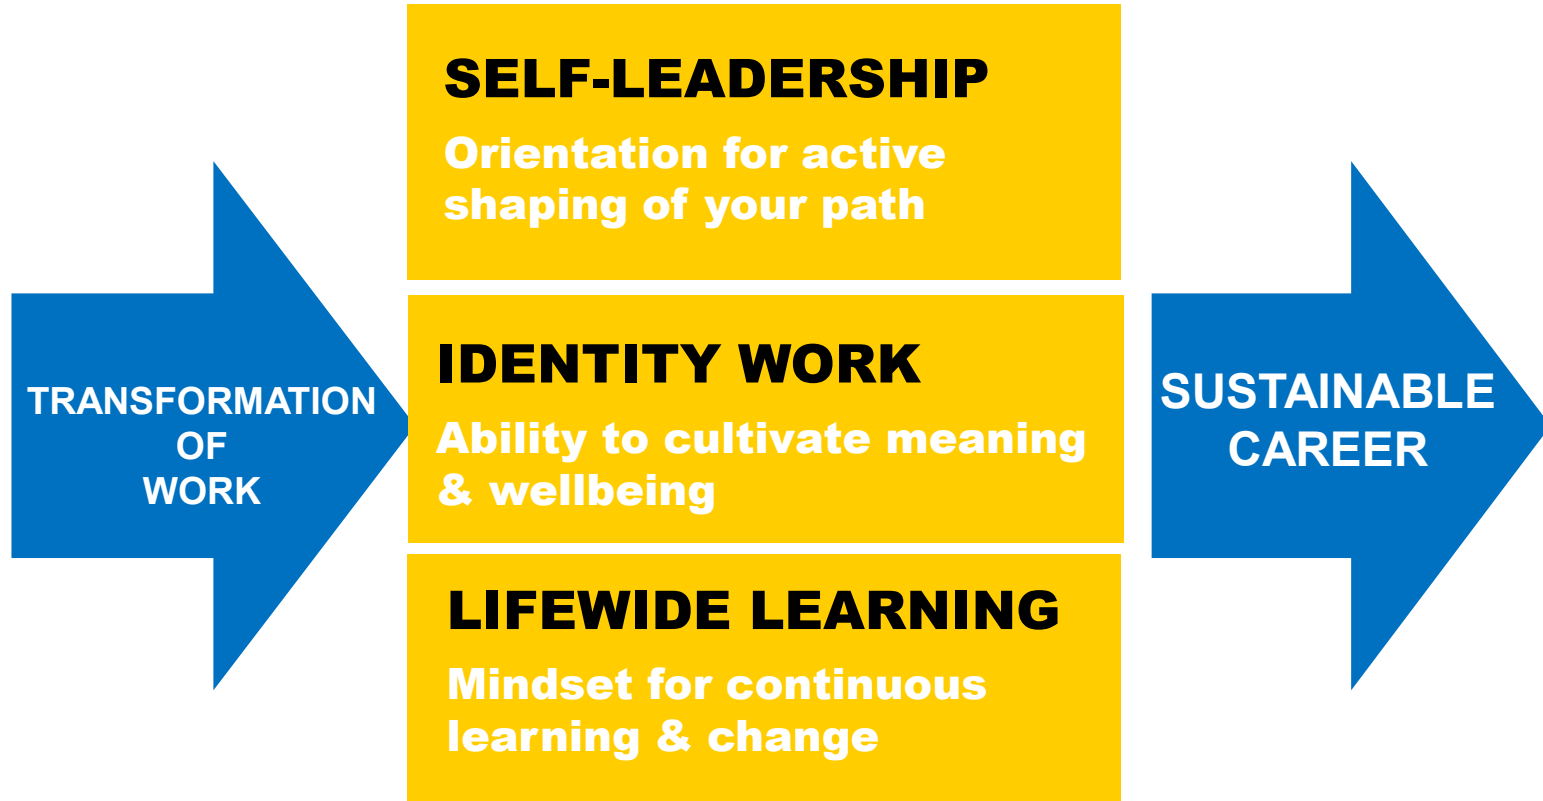 TRANSFORMATION
OF
WORK
SELF-LEADERSHIP
Orientation for active
shaping of your path
IDENTITY WORK
Ability to cultivate meaning
& wellbeing
LIFEWIDE LEARNING
Mindset for continuous
learning & change
SUSTAINABLE
CAREER